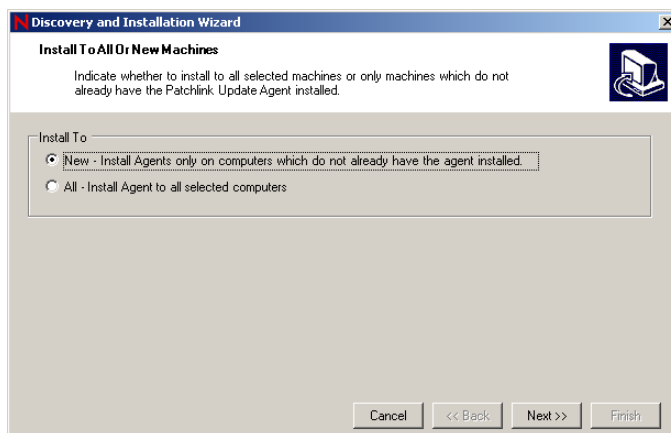 Discovery and Installation Wizard
Install To All Or New Machines
Indicate whether to install to all selected machines or only machines which do not
already have the Patchlink Update Agent installed.
Install To
New - Install Agents only on computers which do not already have the agent installed.
All - Install Agent to all selected computers
Cancel
<< Back
Next >>
Finish